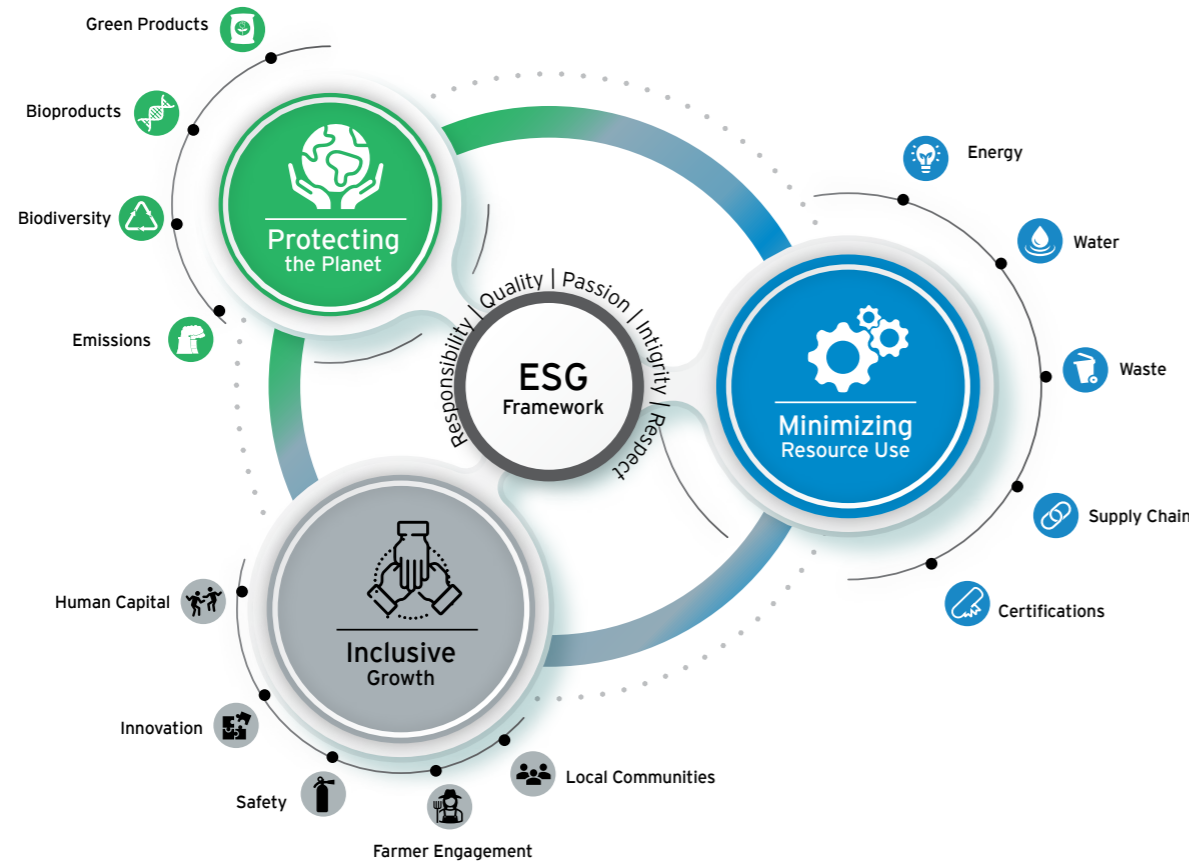 Green Products
Bioproducts
Biodiversity
Emissions
Protecting
the Planet
Responsibility | Quality | Passion | Intigrity | Respect
ESG
Framework
Energy
Water
Waste
Supply Chain
Certifications
Minimizing
Resource Use
Inclusive
Growth
Human Capital
Innovation
Safety
Farmer Engagement
Local Communities